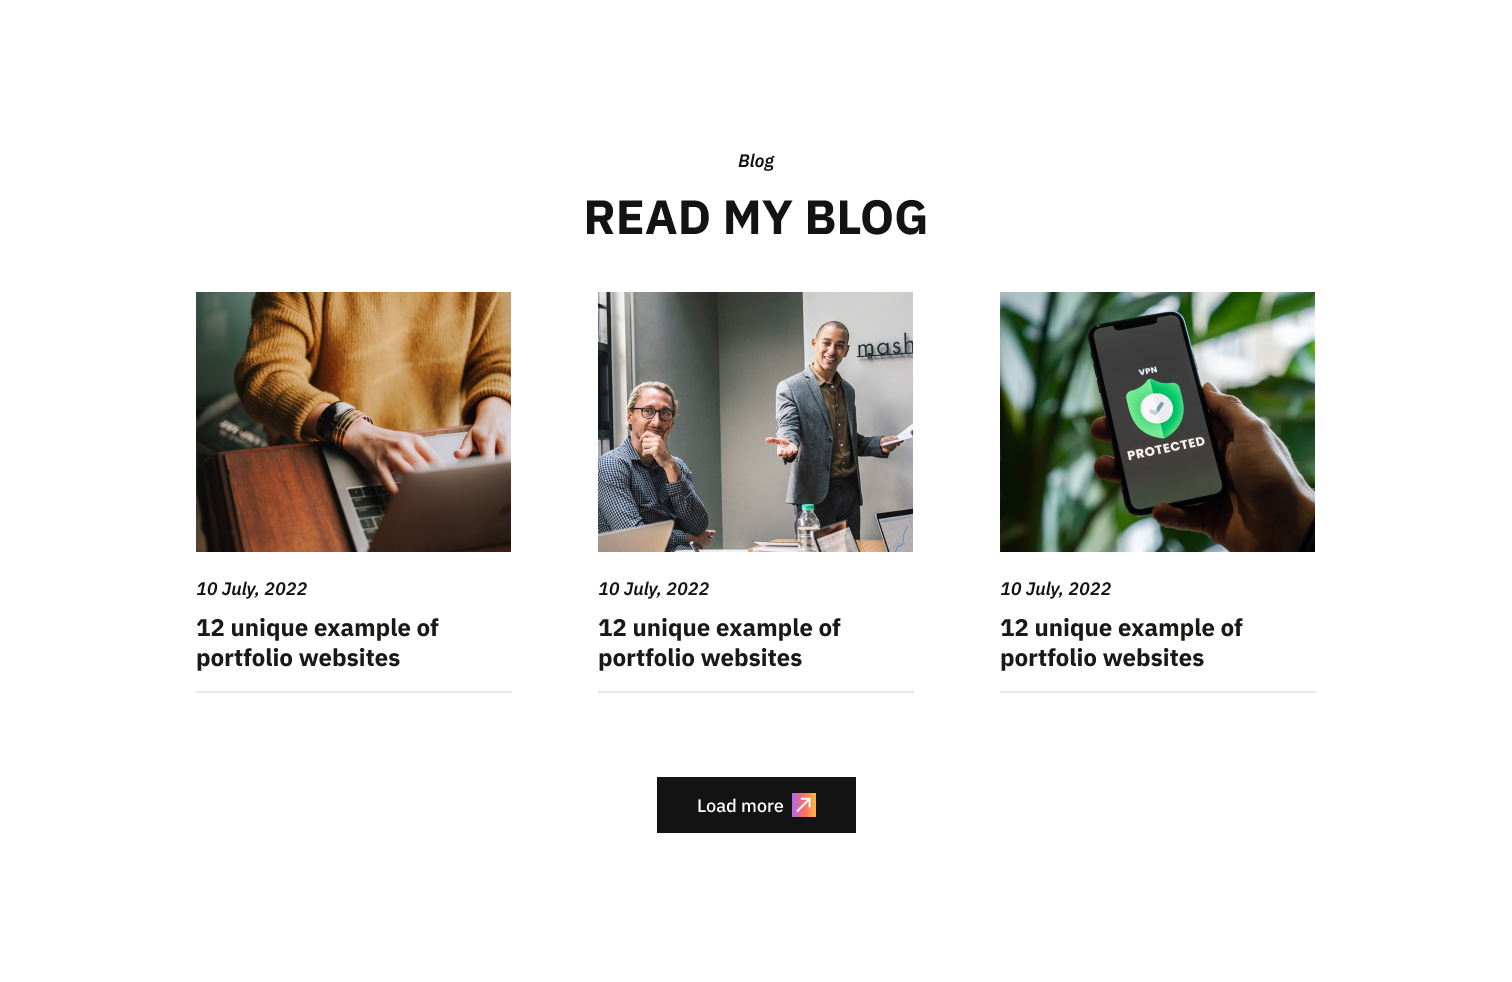 Blog
READ MY BLOG
mash
VPN
PROTECTED
10 July, 2022
12 unique example of
portfolio websites
10 July, 2022
12 unique example of
portfolio websites
10 July, 2022
12 unique example of
portfolio websites
Load more